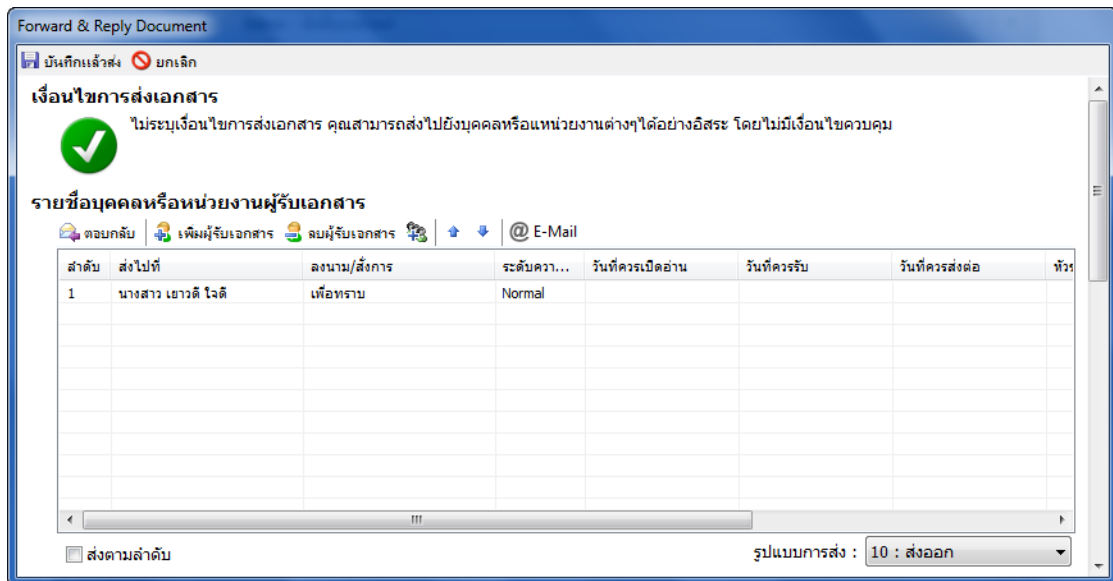 Forward & Reply Document
บันทึกแล้วส่ง ยกเลิก
เงื่อนไขการส่งเอกสาร
ไม่ระบุเงื่อนไขการส่งเอกสาร คุณสามารถส่งไปยังบุคคลหรือแหน่วยงานต่างๆได้อย่างอิสระ โดยไม่มีเงื่อนไขควบคุม
รายชื่อบุคคลหรือหน่วยงานผู้รับเอกสาร
ตอบกลับ เพิ่มผู้รับเอกสาร ลบผู้รับเอกสาร @ E-Mail
ลำดับ ส่งไปที่ ลงนาม/สั่งการ ระดับควา... วันที่ควรเปิดอ่าน วันที่ควรรับ วันที่ควรส่งต่อ
1 นางสาว เยาวดี ใจดี เพื่อทราบ Normal
ส่งตามลำดับ รูปแบบการส่ง : 10 : ส่งออก